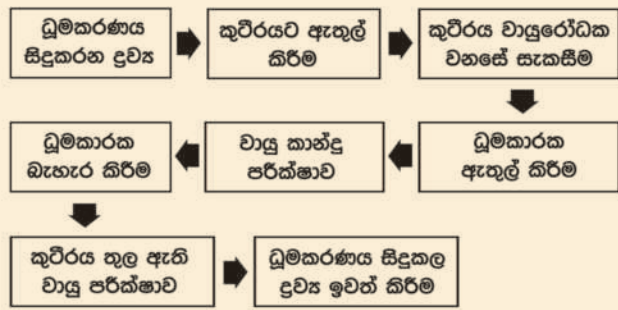 ධූමකරණය
සිදුකරන ද්‍රව්‍ය
කුටීරයට ඇතුල්
කිරීම
කුටීරය වායුරෝධක
වනසේ සැකසීම
ධූමකාරක
ඇතුල් කිරීම
වායු කාන්දු
පරික්ෂාව
ධූමකාරක
බැහැර කිරීම
කුටීරය තුල ඇති
වායු පරික්ෂාව
ධූමකරණය සිදුකල
ද්‍රව්‍ය ඉවත් කිරීම